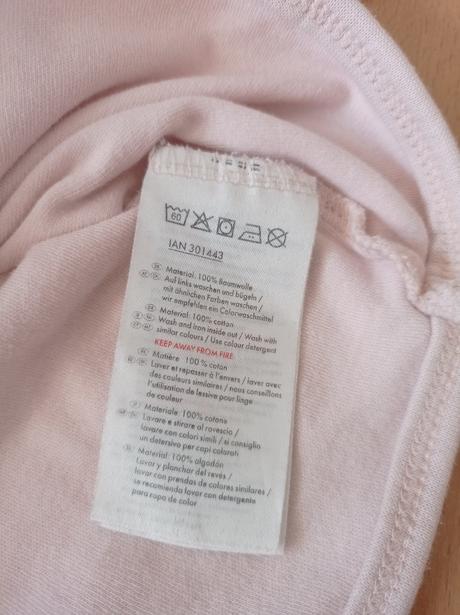 60
IAN 301443
Material: 100% Baumwolle
Auf links waschen und bügeln /
mit ähnlichen Farben waschen /
wir empfehlen ein Colorwaschmittel
Material: 100% cotton
Wash and iron inside out / Wash with
similar colours / Use colour detergent
KEEP AWAY FROM FIRE
Matière: 100 % coton
Laver et repasser à l'envers / laver avec
des couleurs similaires / nous conseillons
l'utilisation de lessive pour linge
de couleur
Materiale: 100% cotone
Lavare e stirare al rovescio /
lavare con colori simili / si consiglia
un detersivo per capi colorati
Material: 100% algodón
Lavar y planchar del revés /
lavar con prendas de colores similares /
se recomienda lavar con detergente
para ropa de color